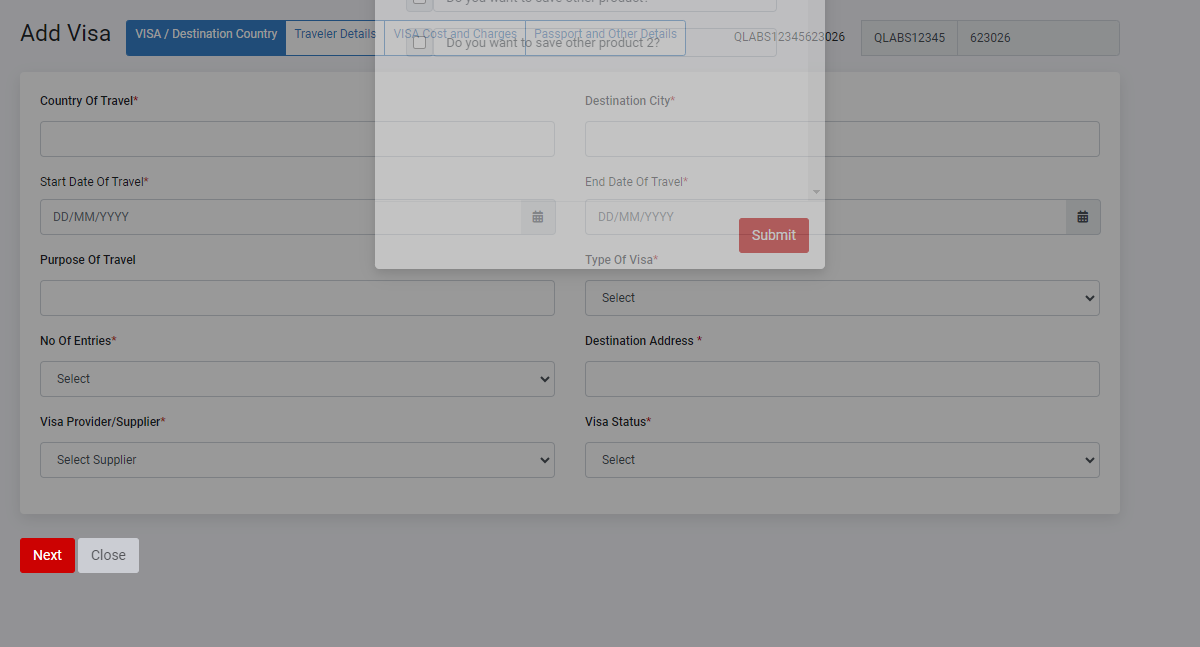 Do you want to save other product?
Add Visa
VISA / Destination Country
Traveler Details
VISA Cost and Charges
Passport and Other Details
QLABS12345623026
QLABS12345
623026
Do you want to save other product 2?
Country Of Travel*
Destination City*
Start Date Of Travel*
End Date Of Travel*
DD/MM/YYYY
DD/MM/YYYY
Submit
Purpose Of Travel
Type Of Visa*
Select
No Of Entries*
Destination Address *
Select
Visa Provider/Supplier*
Visa Status*
Select Supplier
Select
Next
Close